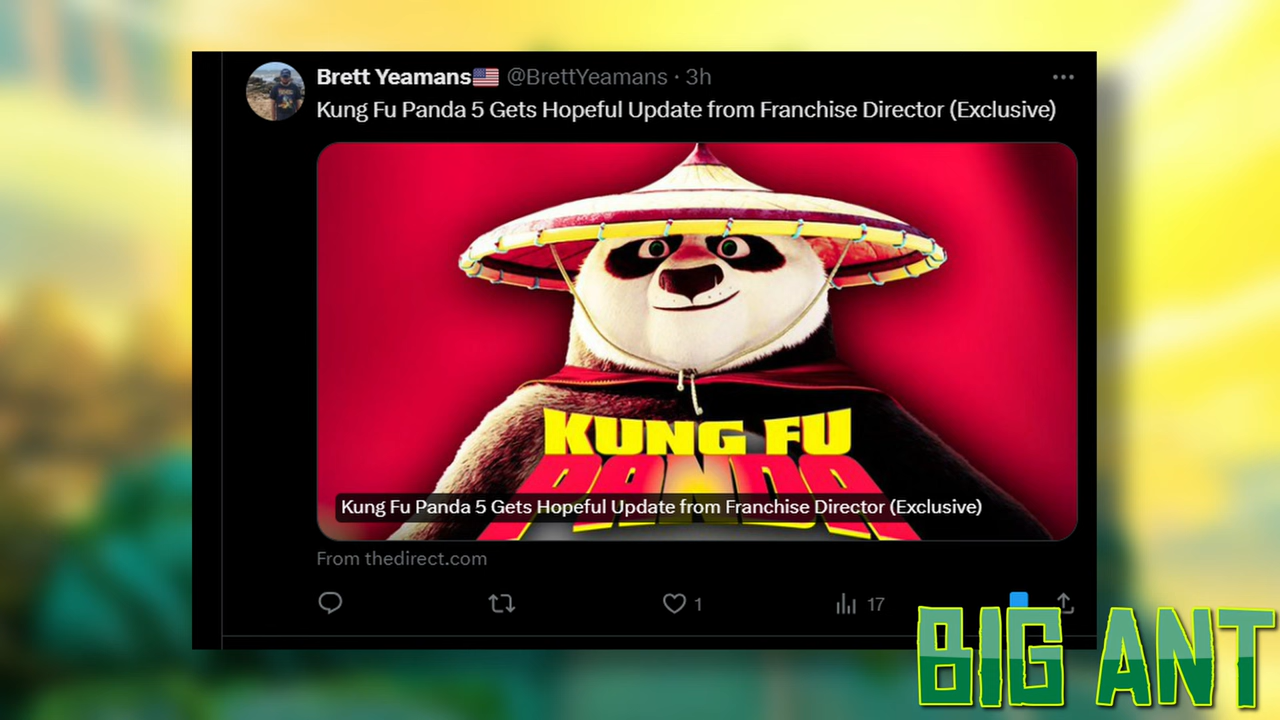 Brett Yeamans🇺🇸 @BrettYeamans · 3h
Kung Fu Panda 5 Gets Hopeful Update from Franchise Director (Exclusive)
KUNG FU
PANDA
Kung Fu Panda 5 Gets Hopeful Update from Franchise Director (Exclusive)
From thedirect.com
1 17
BIG ANT